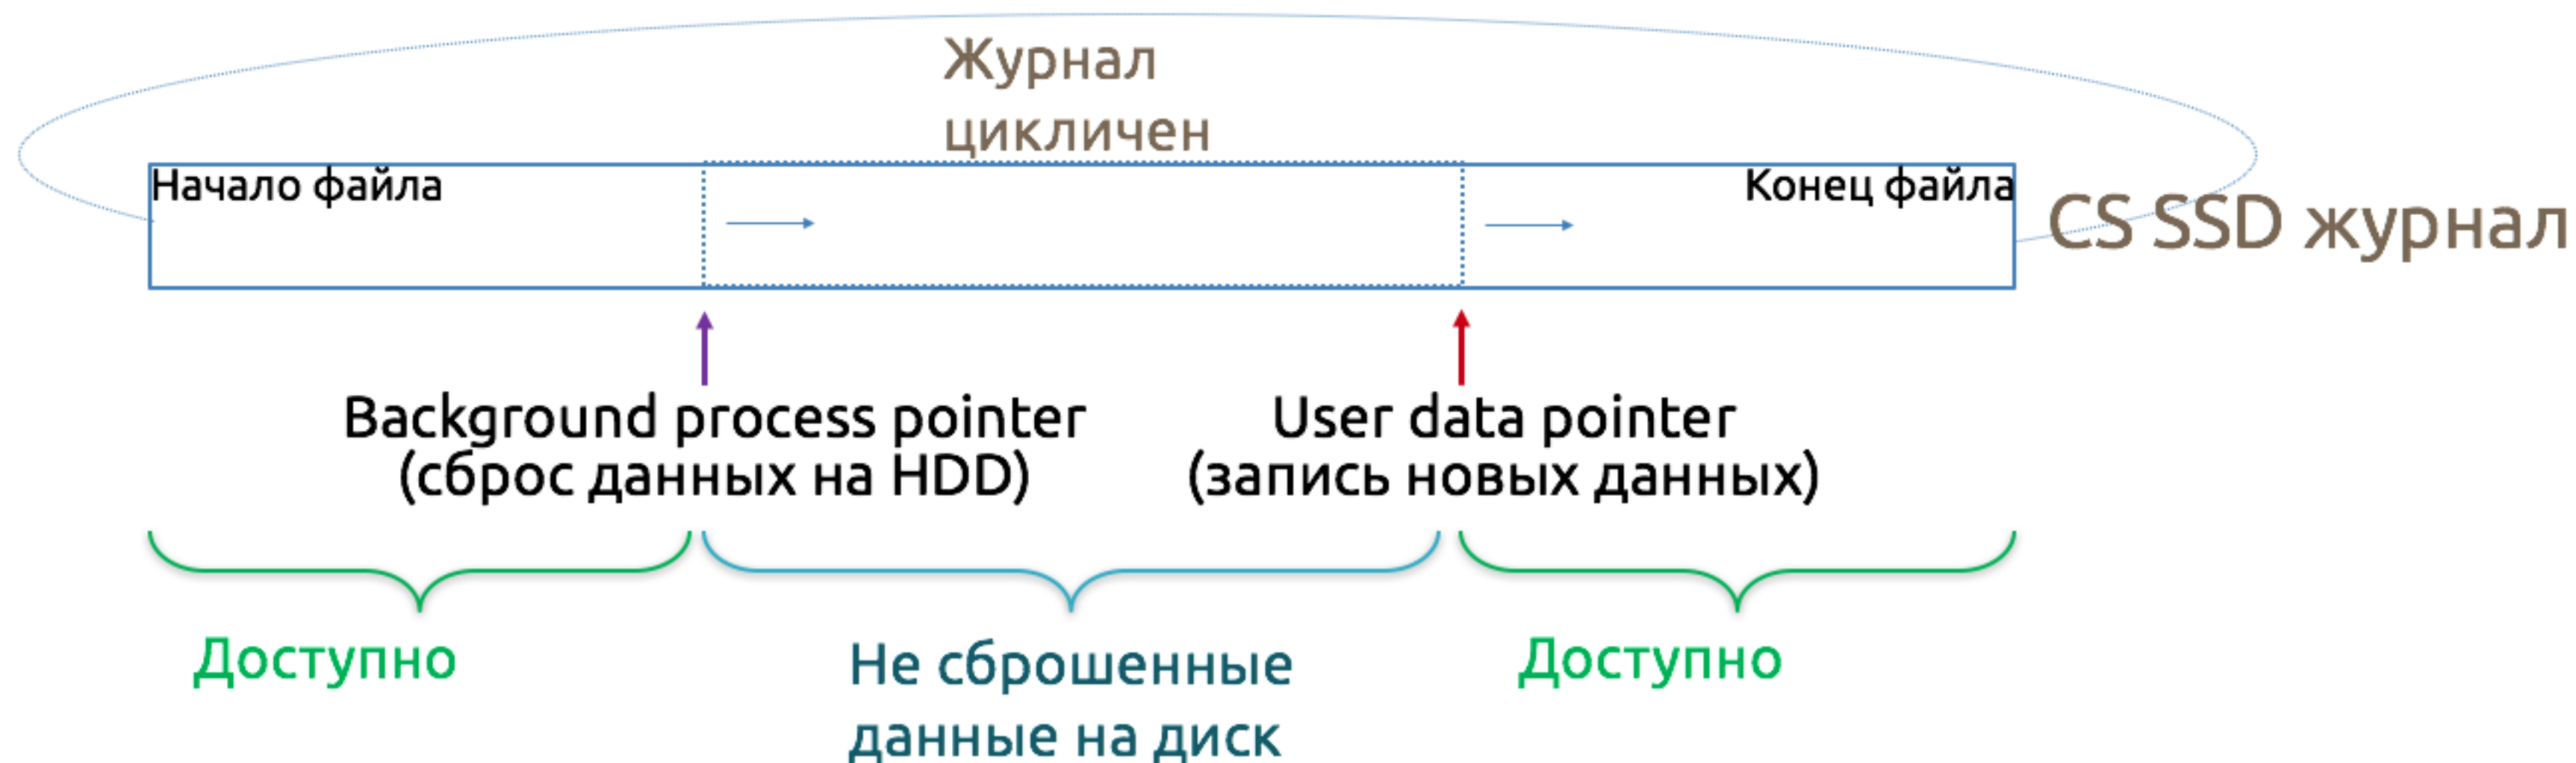 Журнал
цикличен
Начало файла
Конец файла
CS SSD журнал
Background process pointer
(сброс данных на HDD)
User data pointer
(запись новых данных)
Доступно
Не сброшенные
данные на диск
Доступно